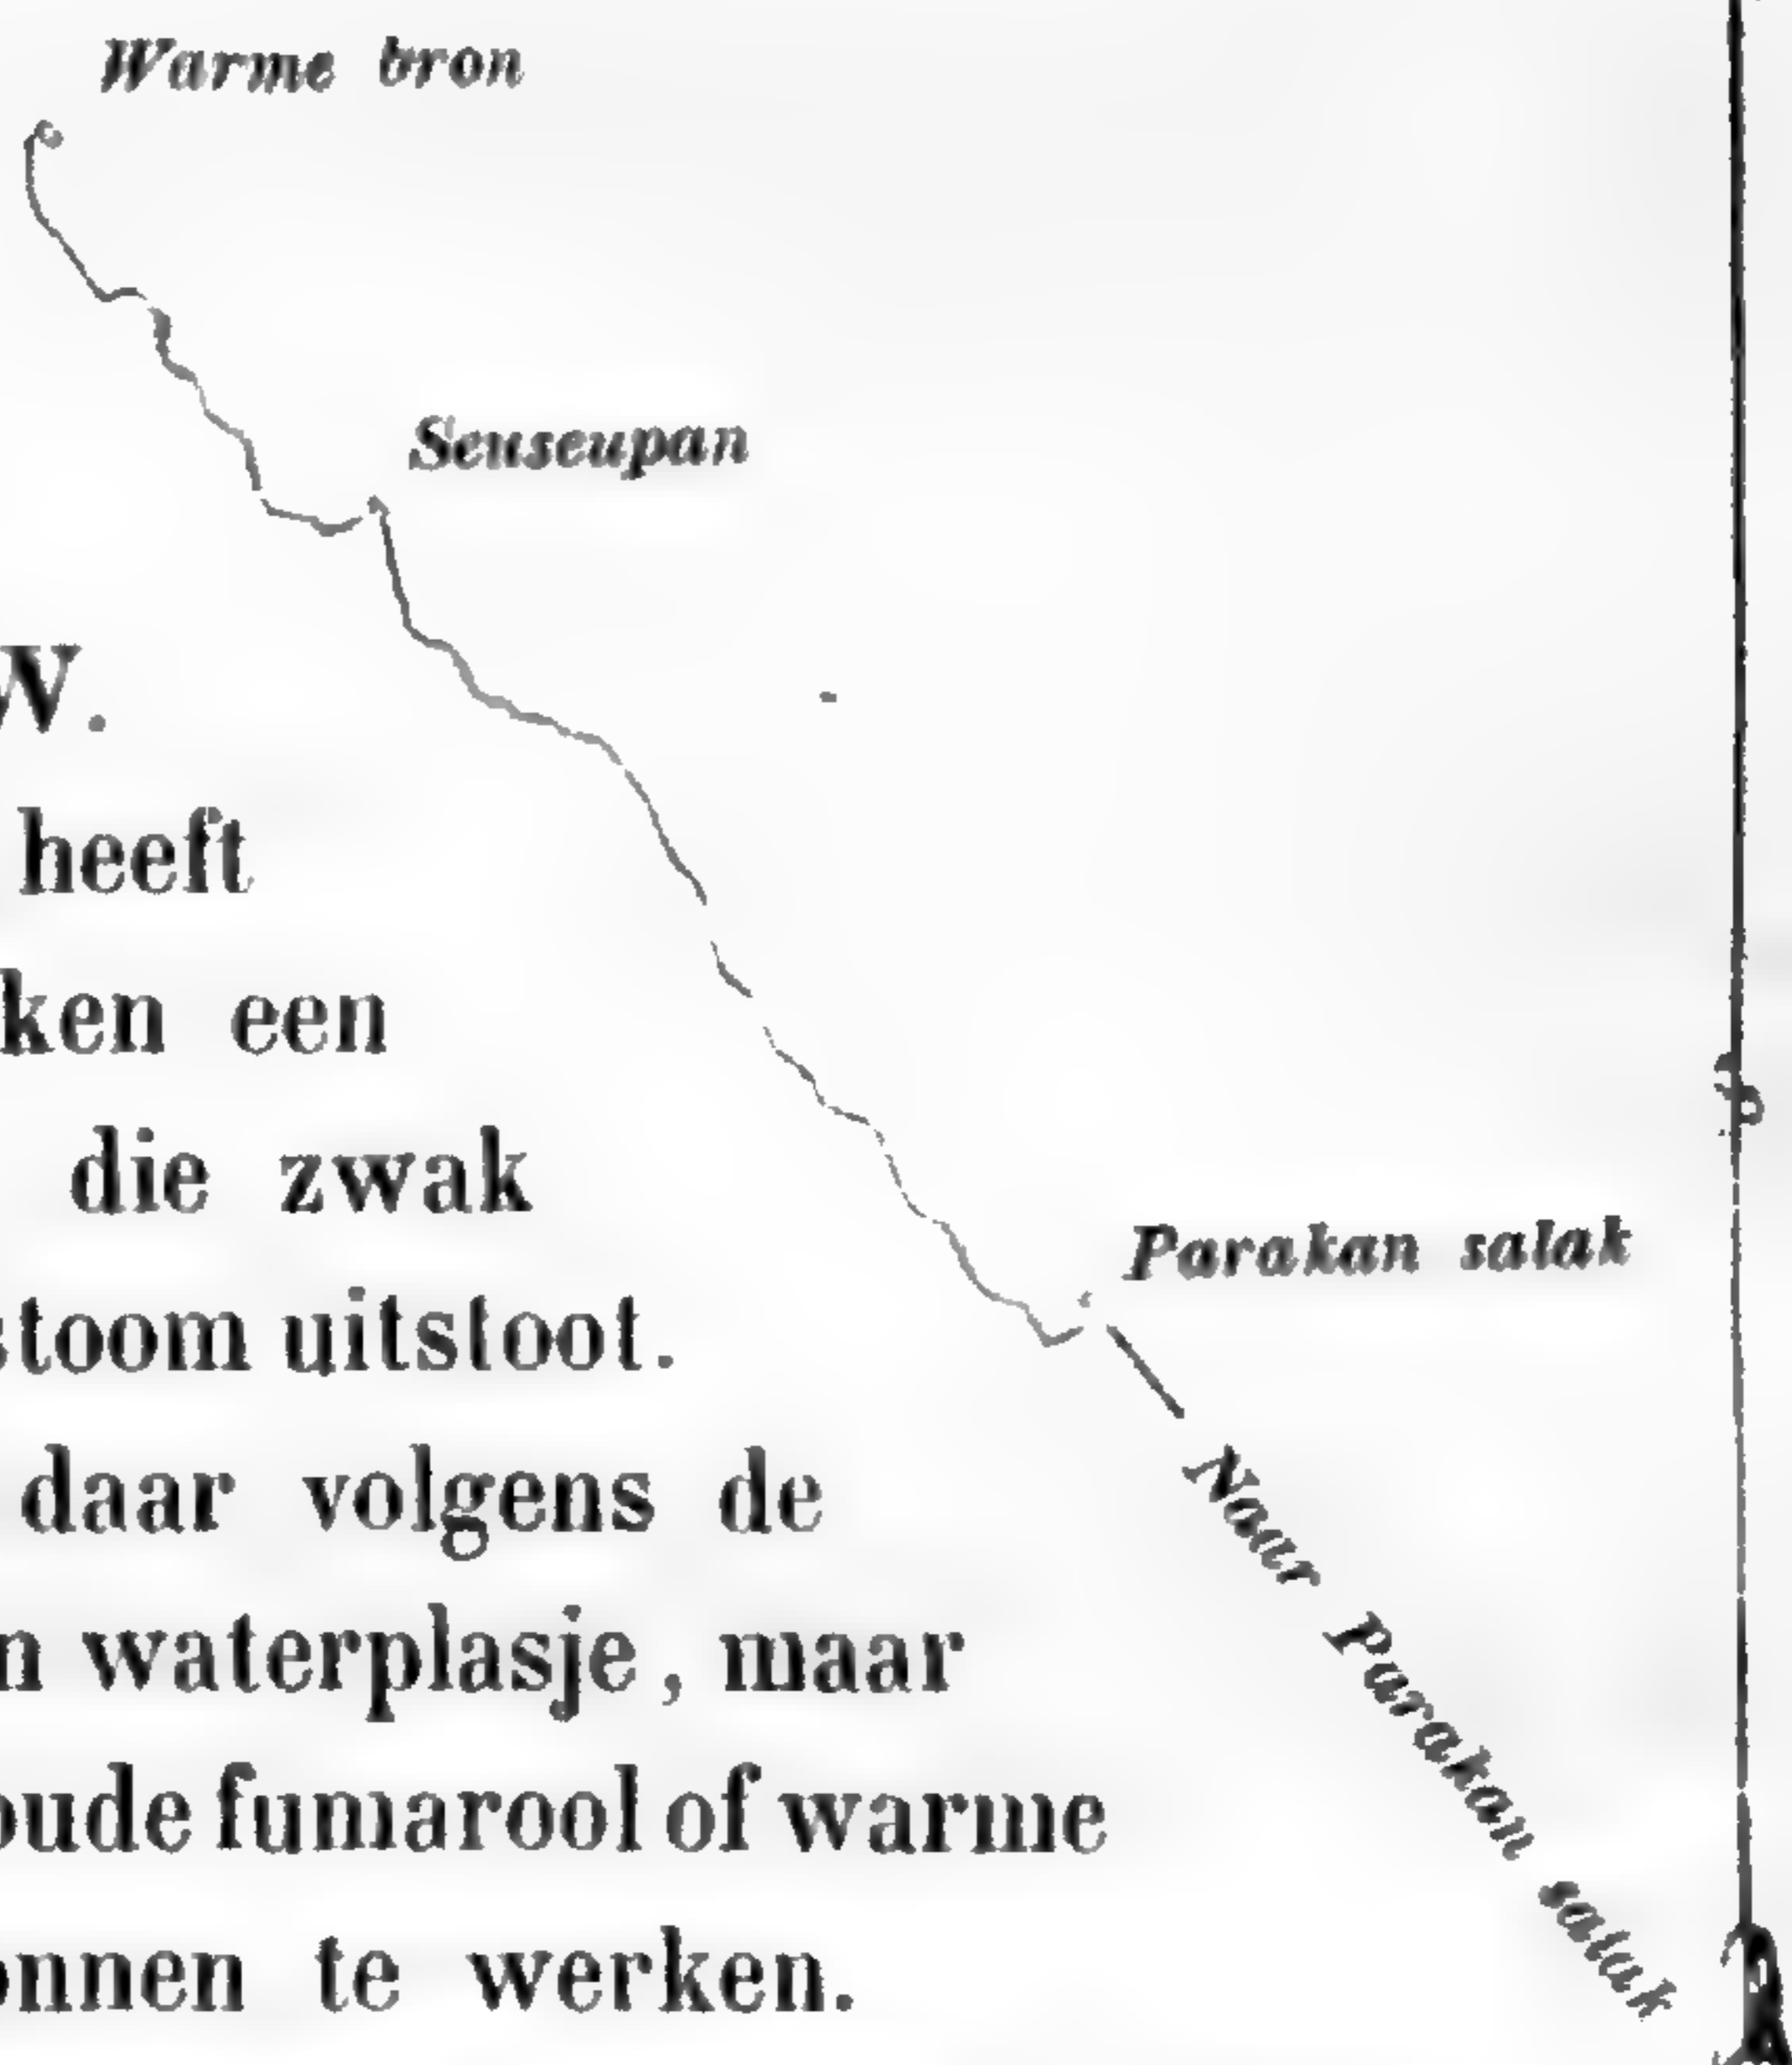 Warme bron
Seuseupan
W.
heeft
ken een
die zwak
Parakan salak
stoom uitstoot.
daar volgens de
Naar Parakan salak
n waterplasje, maar
oude fumarool of warme
onnen te werken.